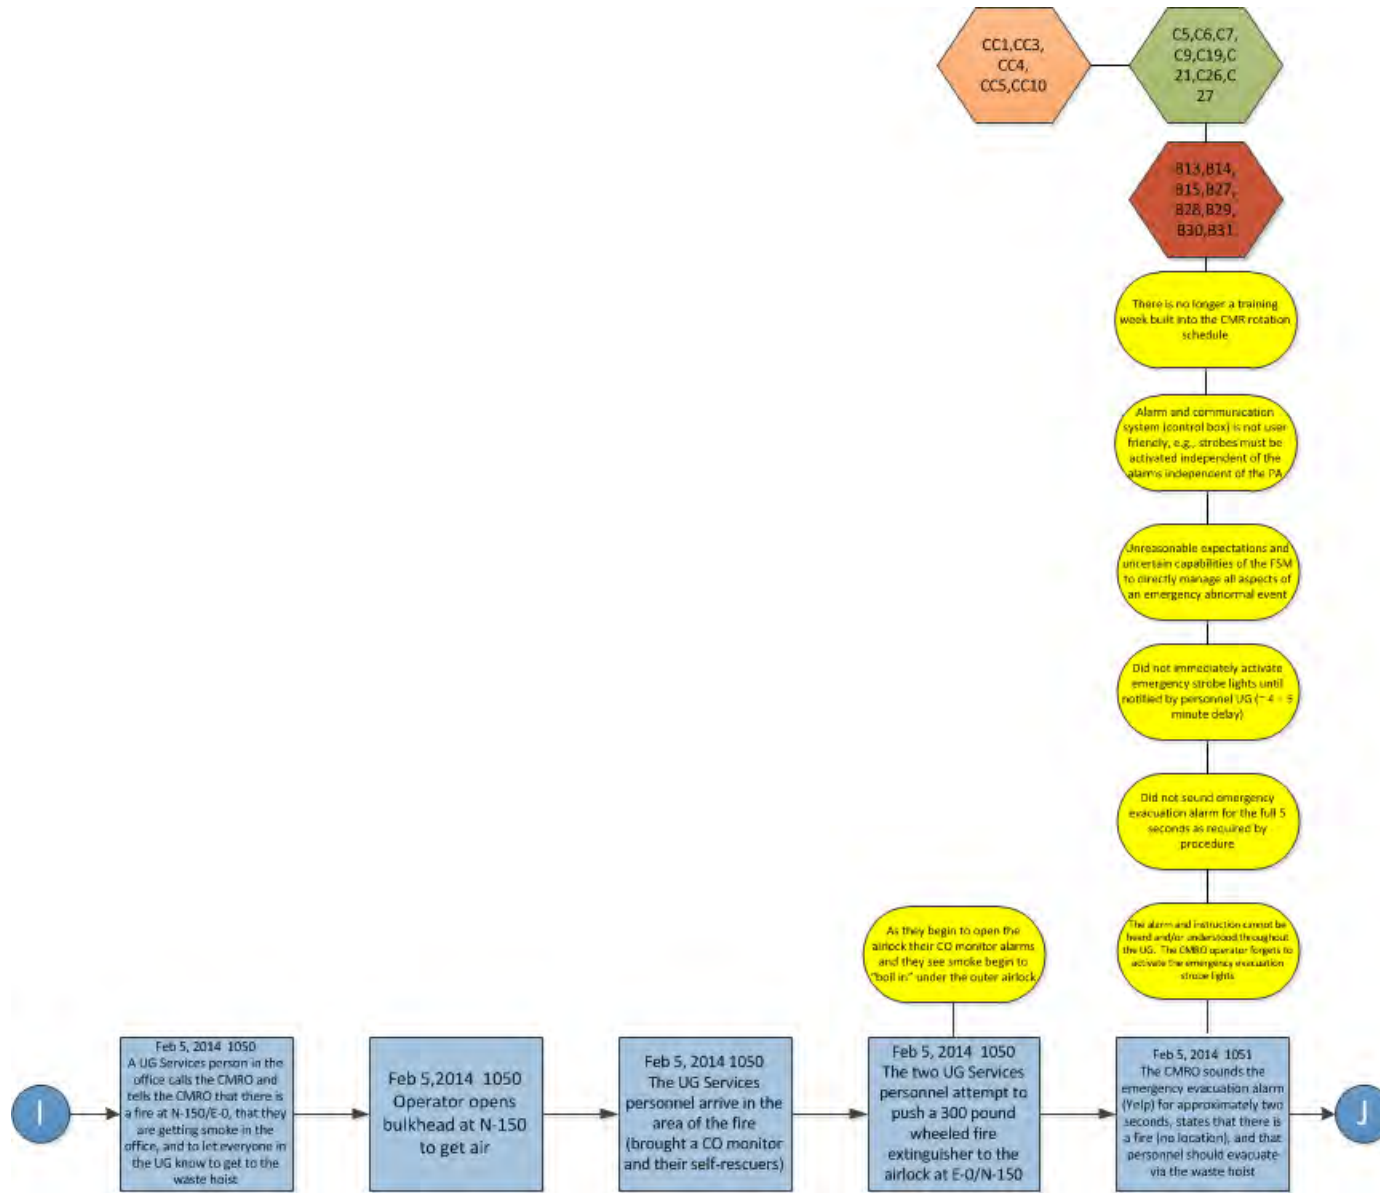 CC1,CC3,
CC4,
CC5,CC10
C5,C6,C7,
C9,C19,C
21,C26,C
27
B13,B14,
B15,B27,
B28,B29,
B30,B31
There is no longer a training
week built into the CMR rotation
schedule
Alarm and communication
system (control box) is not user
friendly, e.g., strobes must be
activated independent of the
alarms independent of the PA
Unreasonable expectations and
uncertain capabilities of the FSM
to directly manage all aspects of
an emergency abnormal event
Did not immediately activate
emergency strobe lights until
notified by personnel UG (~ 4 - 5
minute delay)
Did not sound emergency
evacuation alarm for the full 5
seconds as required by
procedure
As they begin to open the
airlock their CO monitor alarms
and they see smoke begin to
"boil in" under the outer airlock
The alarm and instruction cannot be
heard and/or understood throughout
the UG. The CMRO operator forgets to
activate the emergency evacuation
strobe lights
I
Feb 5, 2014 1050
A UG Services person in the
office calls the CMRO and
tells the CMRO that there is
a fire at N-150/E-0, that they
are getting smoke in the
office, and to let everyone in
the UG know to get to the
waste hoist
Feb 5,2014 1050
Operator opens
bulkhead at N-150
to get air
Feb 5, 2014 1050
The UG Services
personnel arrive in the
area of the fire
(brought a CO monitor
and their self-rescuers)
Feb 5, 2014 1050
The two UG Services
personnel attempt to
push a 300 pound
wheeled fire
extinguisher to the
airlock at E-0/N-150
Feb 5, 2014 1051
The CMRO sounds the
emergency evacuation alarm
(Yelp) for approximately two
seconds, states that there is
a fire (no location), and that
personnel should evacuate
via the waste hoist
J